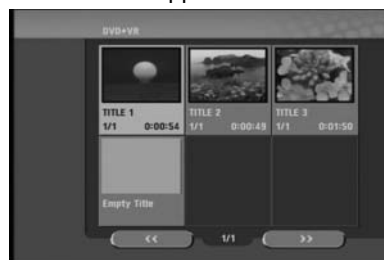 DVD+VR
TITLE 1
1/1 0:00:54
TITLE 2
1/1 0:00:49
TITLE 3
1/1 0:01:50
Empty Title
<< 1/1 >>